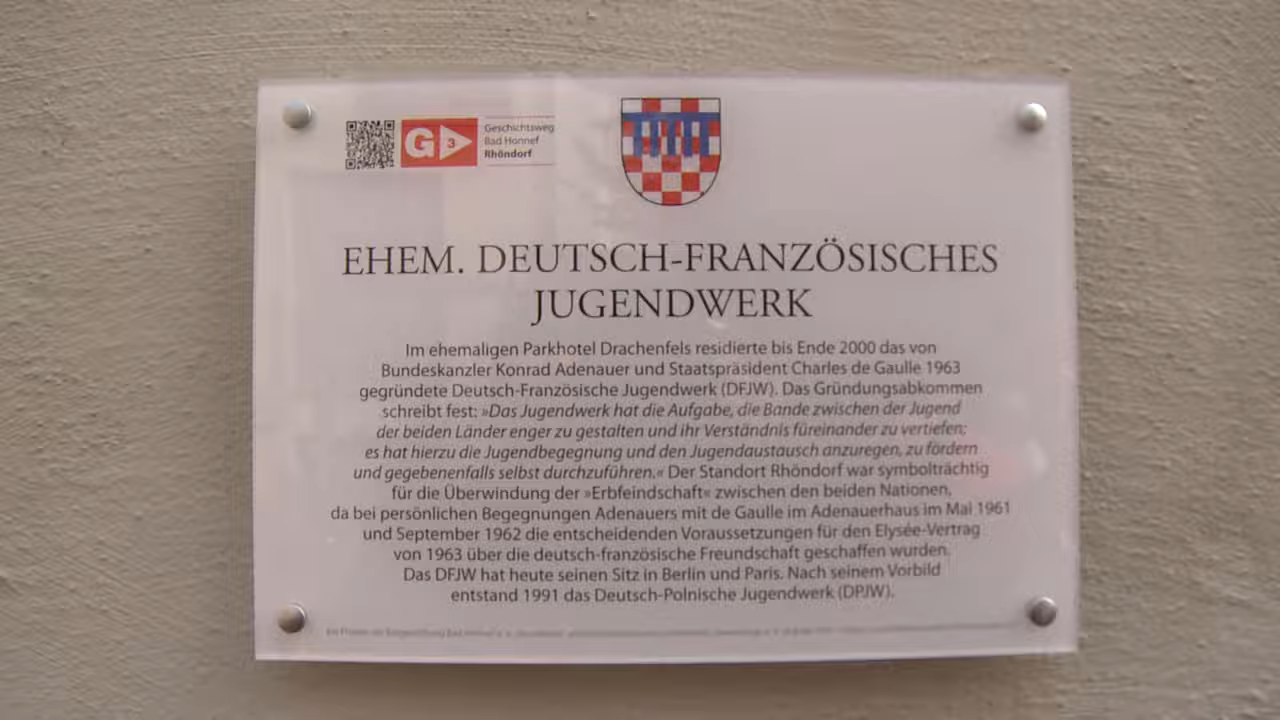 G 3
Geschichtsweg
Bad Honnef
Rhöndorf
EHEM. DEUTSCH-FRANZÖSISCHES
JUGENDWERK
Im ehemaligen Parkhotel Drachenfels residierte bis Ende 2000 das von
Bundeskanzler Konrad Adenauer und Staatspräsident Charles de Gaulle 1963
gegründete Deutsch-Französische Jugendwerk (DFJW). Das Gründungsabkommen
schreibt fest: »Das Jugendwerk hat die Aufgabe, die Bande zwischen der Jugend
der beiden Länder enger zu gestalten und ihr Verständnis füreinander zu vertiefen;
es hat hierzu die Jugendbegegnung und den Jugendaustausch anzuregen, zu fördern
und gegebenenfalls selbst durchzuführen.« Der Standort Rhöndorf war symbolträchtig
für die Überwindung der »Erbfeindschaft« zwischen den beiden Nationen,
da bei persönlichen Begegnungen Adenauers mit de Gaulle im Adenauerhaus im Mai 1961
und September 1962 die entscheidenden Voraussetzungen für den Elysée-Vertrag
von 1963 über die deutsch-französische Freundschaft geschaffen wurden.
Das DFJW hat heute seinen Sitz in Berlin und Paris. Nach seinem Vorbild
entstand 1991 das Deutsch-Polnische Jugendwerk (DPJW).